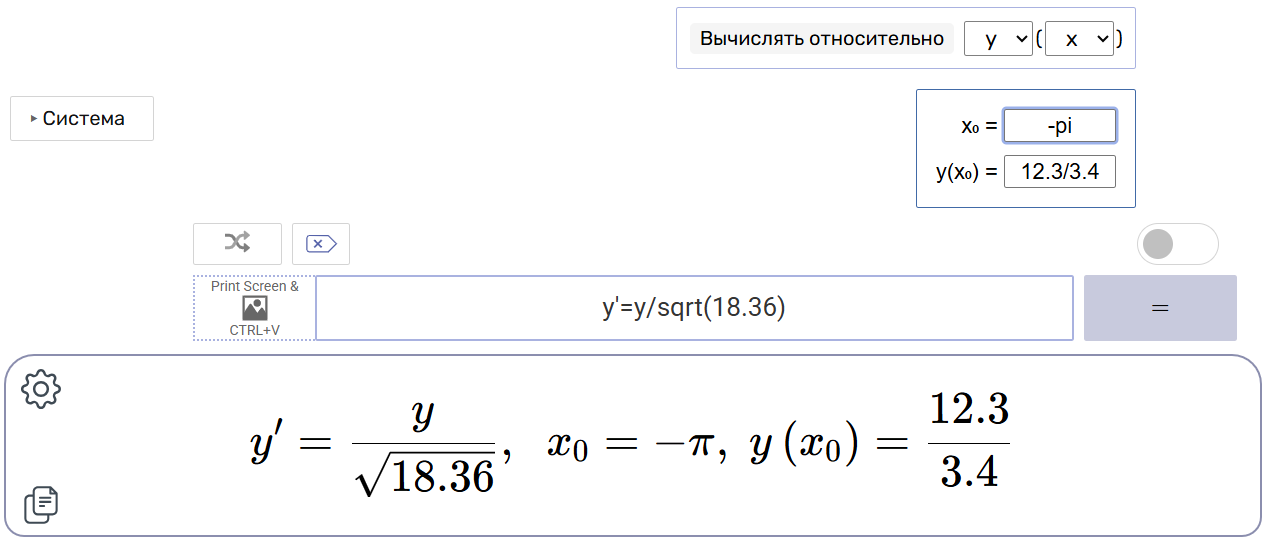 Вычислять относительно y ( x )
▸ Система
x₀ = -pi
y(x₀) = 12.3/3.4
Print Screen &
CTRL+V
y'=y/sqrt(18.36)
=
y′ = y/√18.36, x₀ = −π, y (x₀) = 12.3/3.4